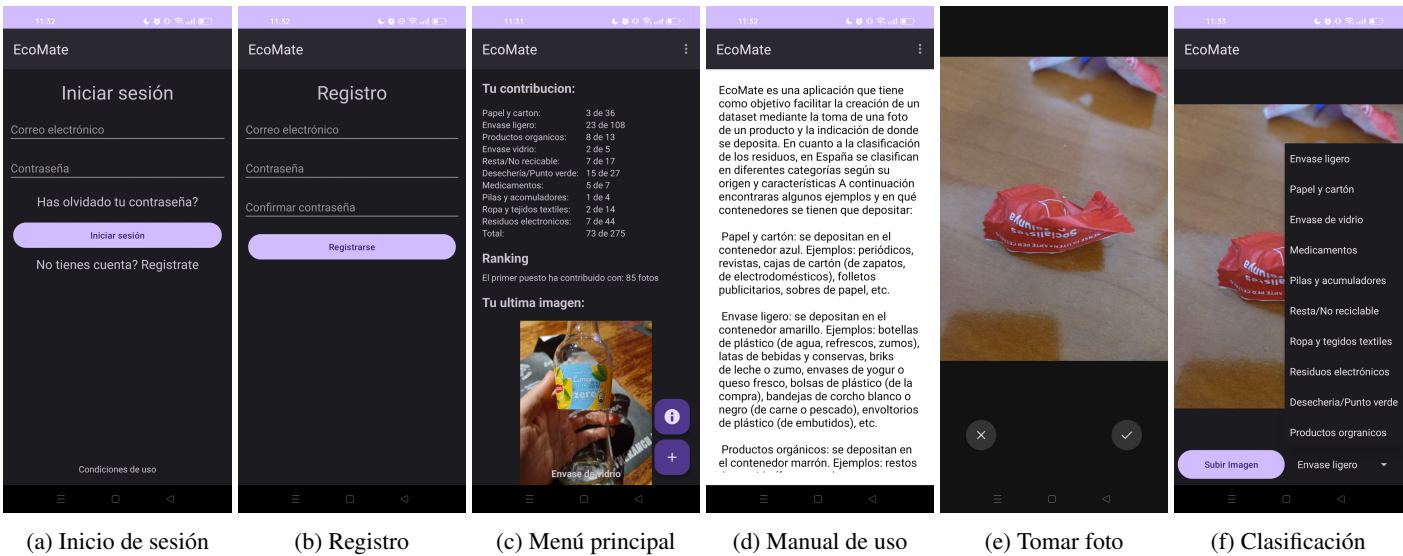 11:32
EcoMate
Iniciar sesión
Correo electrónico
Contraseña
Has olvidado tu contraseña?
Iniciar sesión
No tienes cuenta? Registrate
Condiciones de uso
(a) Inicio de sesión
11:32
EcoMate
Registro
Correo electrónico
Contraseña
Confirmar contraseña
Registrarse
(b) Registro
11:31
EcoMate
Tu contribucion:
Papel y carton: 3 de 36
Envase ligero: 23 de 108
Productos organicos: 8 de 13
Envase vidrio: 2 de 5
Resta/No recicable: 7 de 17
Desechería/Punto verde: 15 de 27
Medicamentos: 5 de 7
Pilas y acumuladores: 1 de 4
Ropa y tejidos textiles: 2 de 14
Residuos electronicos: 7 de 44
Total: 73 de 275
Ranking
El primer puesto ha contribuido con: 85 fotos
Tu ultima imagen:
zero
Envase de vidrio
(c) Menú principal
11:32
EcoMate
EcoMate es una aplicación que tiene
como objetivo facilitar la creación de un
dataset mediante la toma de una foto
de un producto y la indicación de donde
se deposita. En cuanto a la clasificación
de los residuos, en España se clasifican
en diferentes categorías según su
origen y características A continuación
encontraras algunos ejemplos y en qué
contenedores se tienen que depositar:
Papel y cartón: se depositan en el
contenedor azul. Ejemplos: periódicos,
revistas, cajas de cartón (de zapatos,
de electrodomésticos), folletos
publicitarios, sobres de papel, etc.
Envase ligero: se depositan en el
contenedor amarillo. Ejemplos: botellas
de plástico (de agua, refrescos, zumos),
latas de bebidas y conservas, briks
de leche o zumo, envases de yogur o
queso fresco, bolsas de plástico (de la
compra), bandejas de corcho blanco o
negro (de carne o pescado), envoltorios
de plástico (de embutidos), etc.
Productos orgánicos: se depositan en
el contenedor marrón. Ejemplos: restos
(d) Manual de uso
Socialistes
(e) Tomar foto
11:33
EcoMate
Envase ligero
Papel y cartón
Envase de vidrio
Medicamentos
Pilas y acumuladores
Resta/No reciclable
Ropa y tegidos textiles
Residuos electrónicos
Desecheria/Punto verde
Productos orgranicos
Subir Imagen
Envase ligero
(f) Clasificación